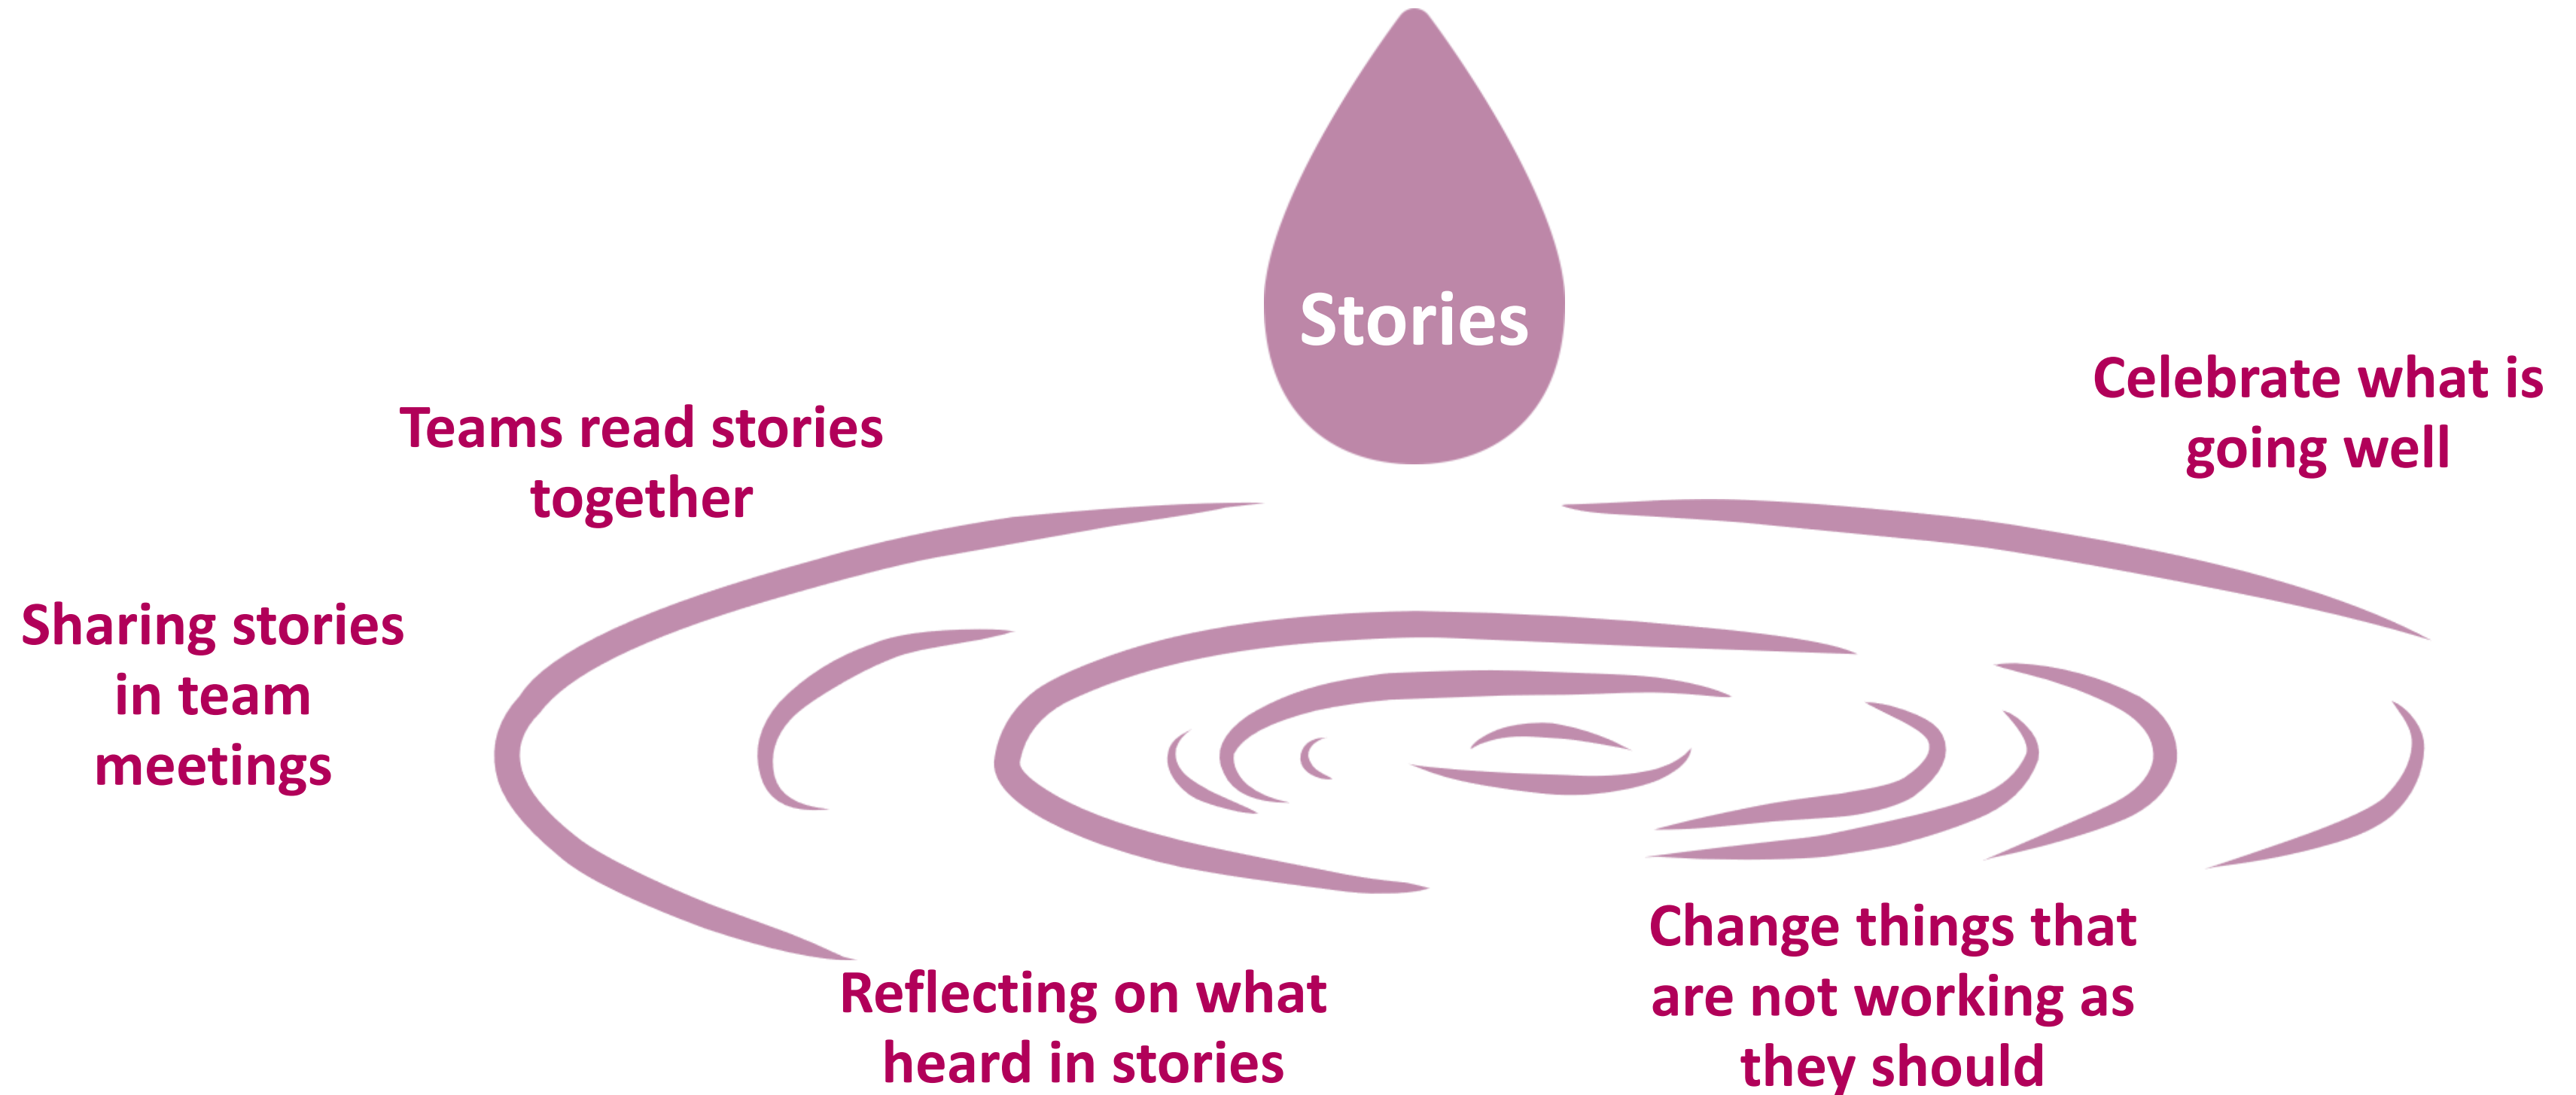 Stories
Teams read stories
together
Celebrate what is
going well
Sharing stories
in team
meetings
Reflecting on what
heard in stories
Change things that
are not working as
they should